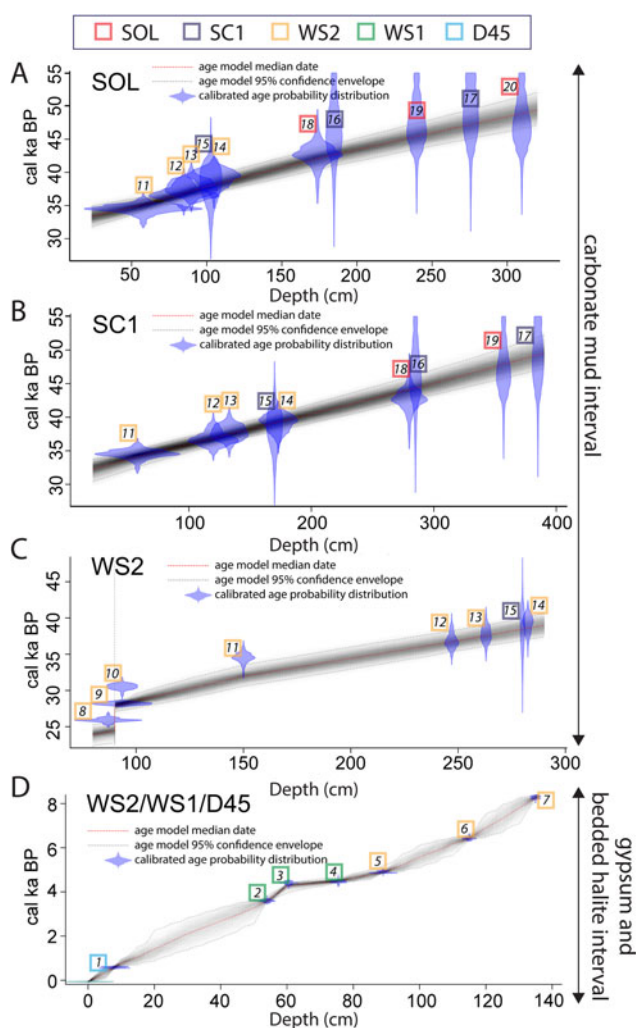 SOL SC1 WS2 WS1 D45
A SOL
age model median date
age model 95% confidence envelope
calibrated age probability distribution
cal ka BP
55
50
45
40
35
30
11 12 13 15 14 18 16 19 17 20
50 100 150 200 250 300
Depth (cm)
B SC1
age model median date
age model 95% confidence envelope
calibrated age probability distribution
cal ka BP
55
50
45
40
35
30
11 12 13 15 14 18 16 19 17
100 200 300 400
Depth (cm)
carbonate mud interval
C WS2
age model median date
age model 95% confidence envelope
calibrated age probability distribution
cal ka BP
45
40
35
30
25
8 9 10 11 12 13 15 14
100 150 200 250 300
Depth (cm)
D WS2/WS1/D45
age model median date
age model 95% confidence envelope
calibrated age probability distribution
cal ka BP
8
6
4
2
0
1 2 3 4 5 6 7
0 20 40 60 80 100 120 140
Depth (cm)
gypsum and
bedded halite interval